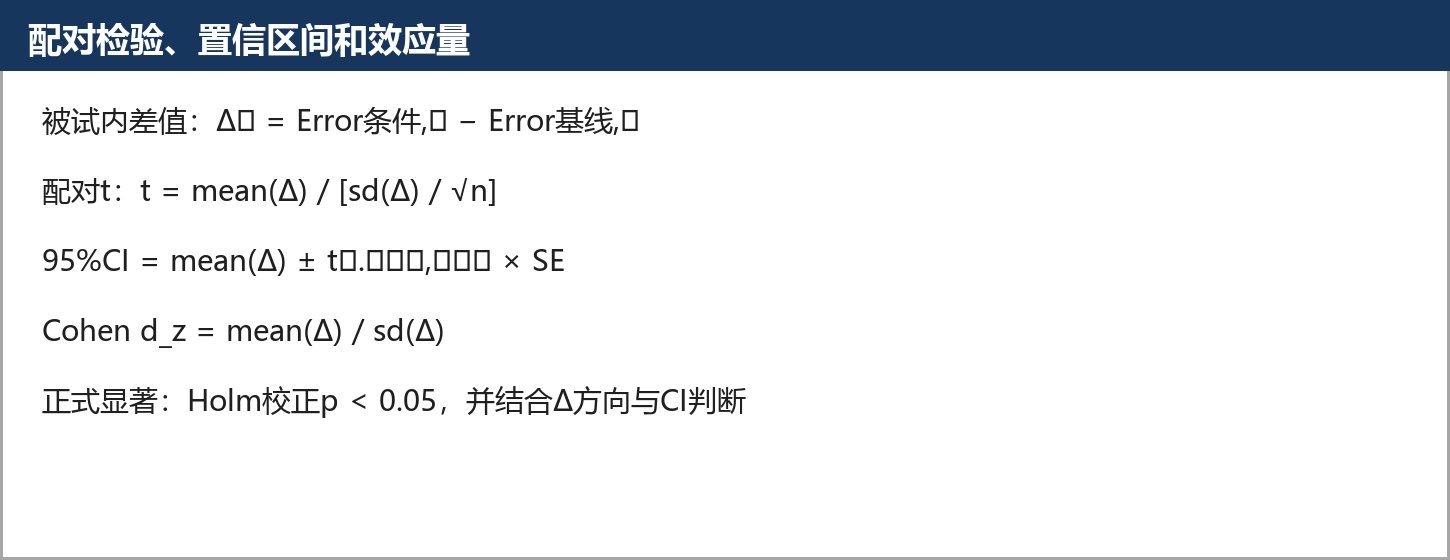 配对检验、置信区间和效应量
被试内差值：Δ□ = Error条件,□ − Error基线,□
配对t：t = mean(Δ) / [sd(Δ) / √n]
95%CI = mean(Δ) ± t□.□□□,□□□ × SE
Cohen d_z = mean(Δ) / sd(Δ)
正式显著：Holm校正p < 0.05，并结合Δ方向与CI判断